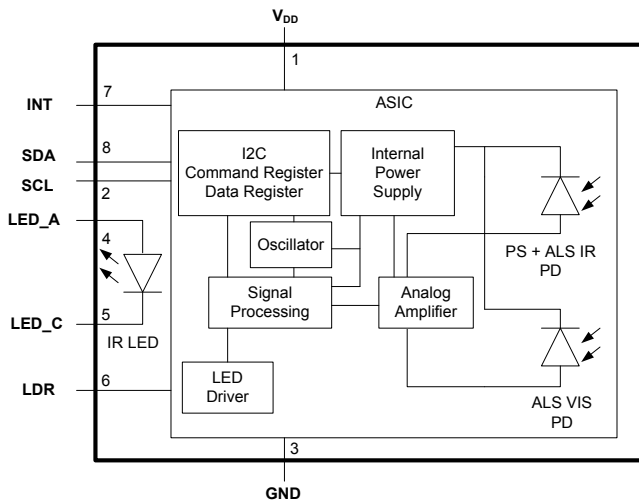 VDD
1
INT
7
ASIC
SDA
8
SCL
2
I2C
Command Register
Data Register
Internal
Power
Supply
LED_A
4
Oscillator
PS + ALS IR
PD
Signal
Processing
Analog
Amplifier
LED_C
5
IR LED
LDR
6
LED
Driver
ALS VIS
PD
3
GND